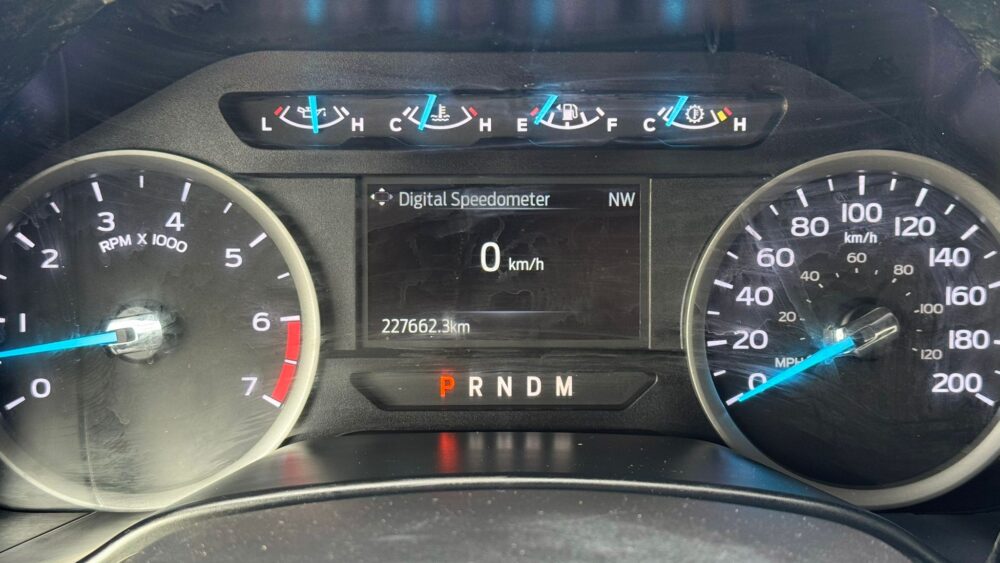 L H C H E F C H
Digital Speedometer NW
0 km/h
227662.3km
P R N D M
0 1 2 3 4 5 6 7
RPM X 1000
0 20 40 60 80 100 120 140 160 180 200
km/h
20 40 60 80 100 120
MPH